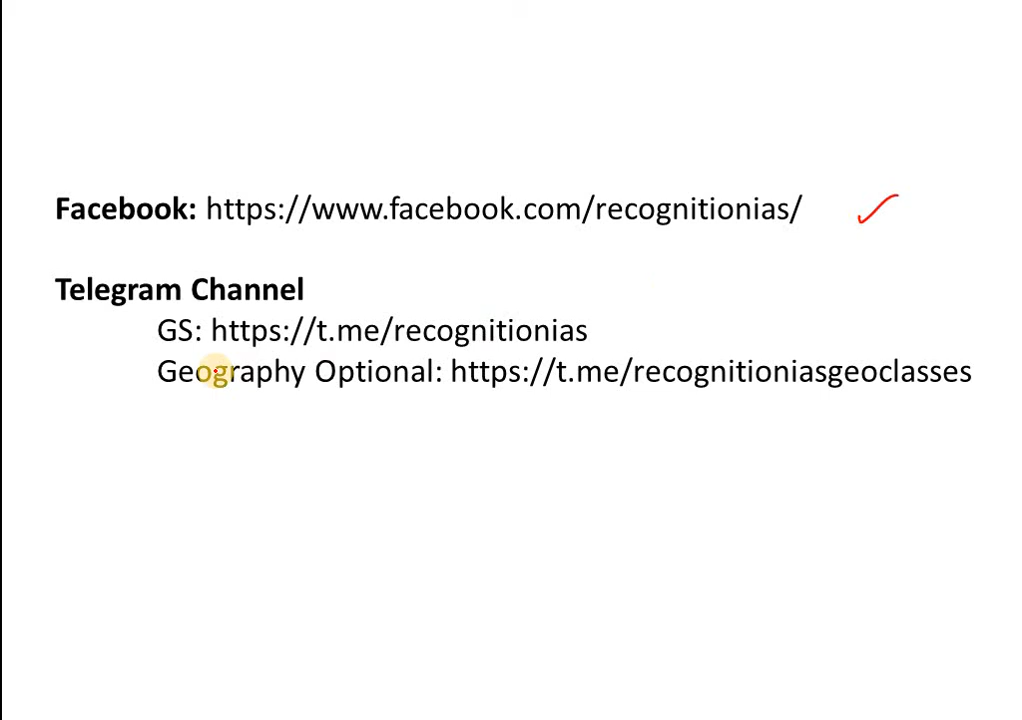 Facebook: https://www.facebook.com/recognitionias/
Telegram Channel
GS: https://t.me/recognitionias
Geography Optional: https://t.me/recognitioniasgeoclasses